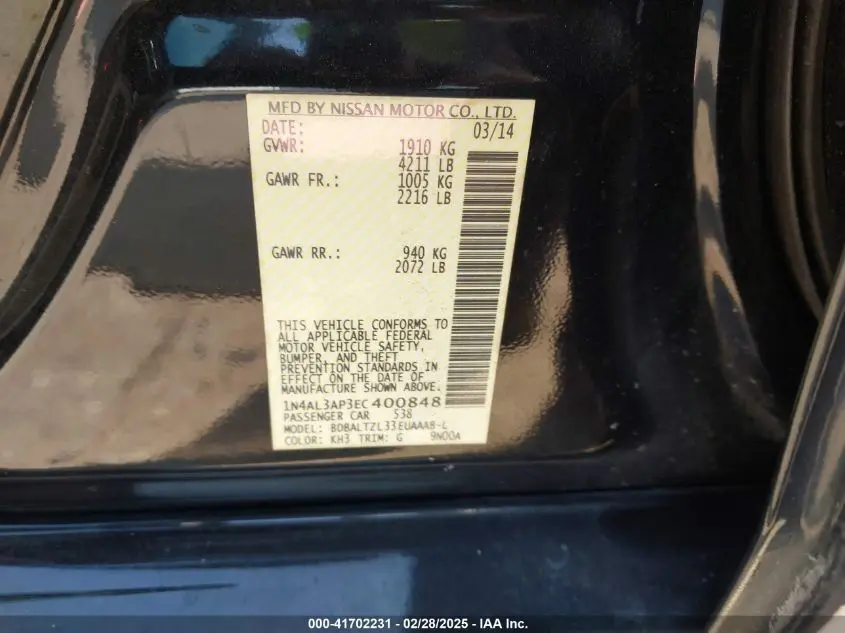 MFD BY NISSAN MOTOR CO., LTD.
DATE: 03/14
GVWR: 1910 KG
4211 LB
GAWR FR.: 1005 KG
2216 LB
GAWR RR.: 940 KG
2072 LB
THIS VEHICLE CONFORMS TO
ALL APPLICABLE FEDERAL
MOTOR VEHICLE SAFETY,
BUMPER, AND THEFT
PREVENTION STANDARDS IN
EFFECT ON THE DATE OF
MANUFACTURE SHOWN ABOVE.
1N4AL3AP3EC400848
PASSENGER CAR 538
MODEL: BDBALTZL33EUAAAB-L
COLOR: KH3 TRIM: G 9N00A
000-41702231 - 02/28/2025 - © IAA Inc.